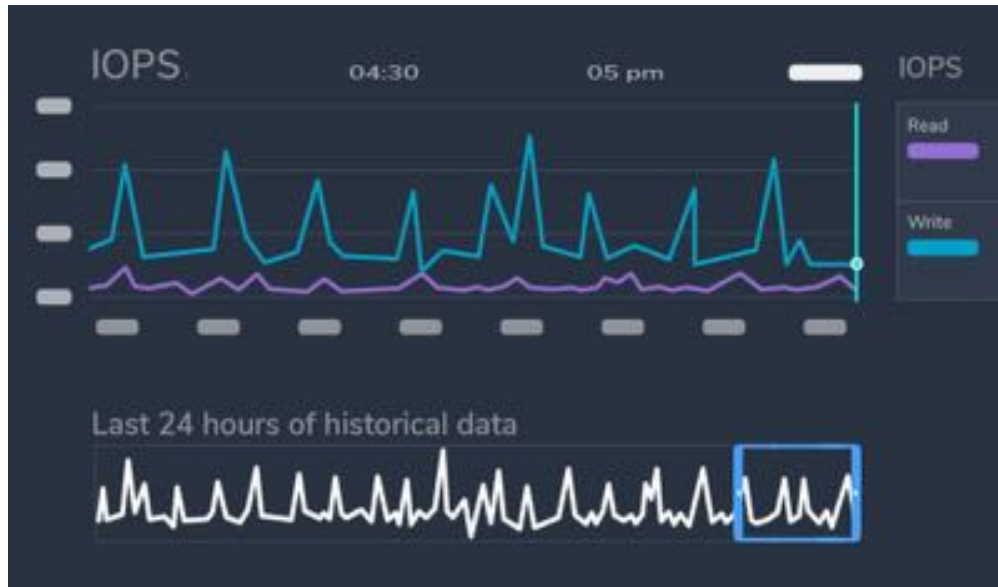 IOPS
04:30 05 pm
IOPS
Read
Write
Last 24 hours of historical data